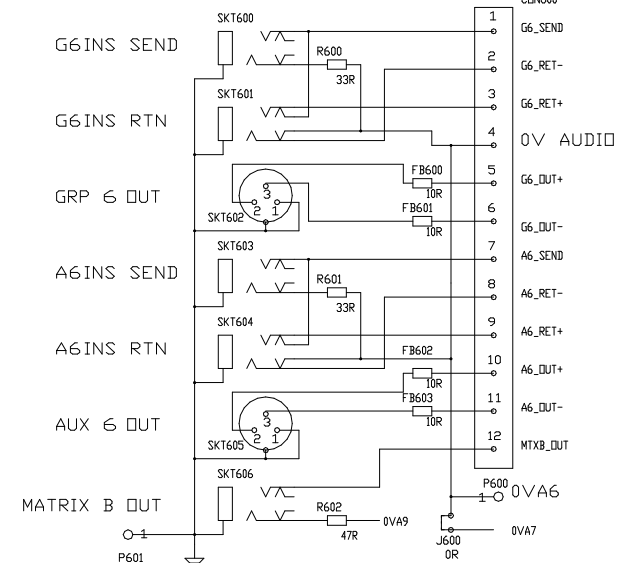 SKT600
G6INS SEND
R600
33R
SKT601
G6INS RTN
GRP 6 OUT
3
2 1
SKT602
FB600
10R
FB601
10R
SKT603
A6INS SEND
R601
33R
SKT604
A6INS RTN
FB602
10R
FB603
10R
AUX 6 OUT
3
2 1
SKT605
SKT606
MATRIX B OUT
R602
47R
0VA9
1
P601
1 G6_SEND
2 G6_RET-
3 G6_RET+
4 0V AUDIO
5 G6_OUT+
6 G6_OUT-
7 A6_SEND
8 A6_RET-
9 A6_RET+
10 A6_OUT+
11 A6_OUT-
12 MTXB_OUT
P600
1 0VA6
J600
0R
0VA7